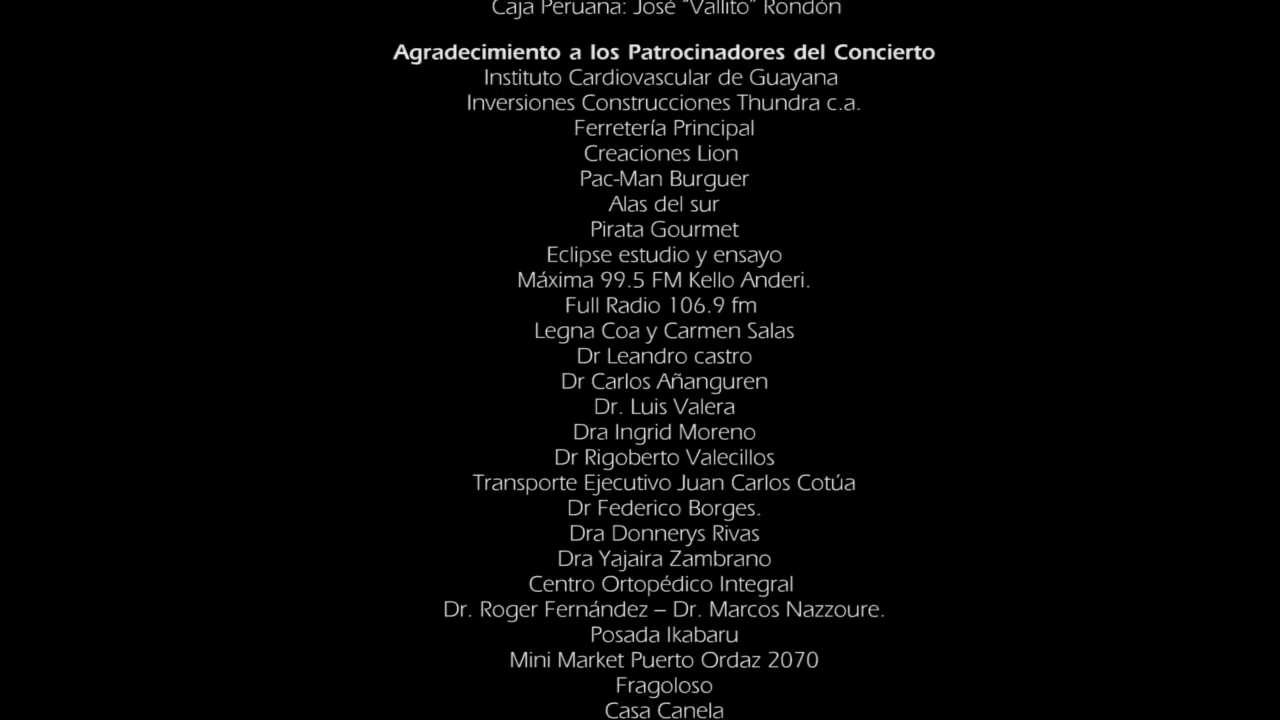 Caja Peruana: José “Vallito” Rondón
Agradecimiento a los Patrocinadores del Concierto
Instituto Cardiovascular de Guayana
Inversiones Construcciones Thundra c.a.
Ferretería Principal
Creaciones Lion
Pac-Man Burguer
Alas del sur
Pirata Gourmet
Eclipse estudio y ensayo
Máxima 99.5 FM Kello Anderi.
Full Radio 106.9 fm
Legna Coa y Carmen Salas
Dr Leandro castro
Dr Carlos Añanguren
Dr. Luis Valera
Dra Ingrid Moreno
Dr Rigoberto Valecillos
Transporte Ejecutivo Juan Carlos Cotúa
Dr Federico Borges.
Dra Donnerys Rivas
Dra Yajaira Zambrano
Centro Ortopédico Integral
Dr. Roger Fernández – Dr. Marcos Nazzoure.
Posada Ikabaru
Mini Market Puerto Ordaz 2070
Fragoloso
Casa Canela